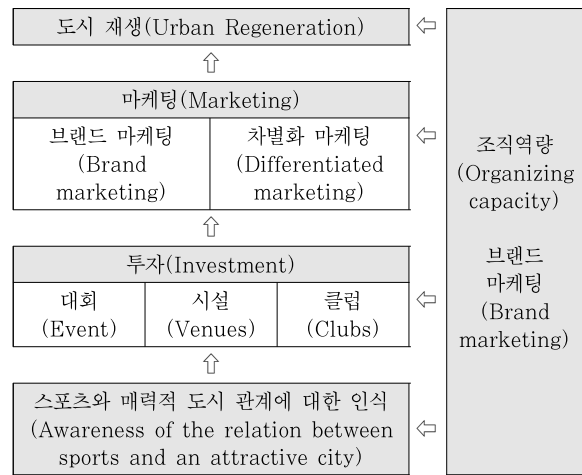 도시 재생(Urban Regeneration)
마케팅(Marketing)
브랜드 마케팅
(Brand
marketing)
차별화 마케팅
(Differentiated
marketing)
투자(Investment)
대회
(Event)
시설
(Venues)
클럽
(Clubs)
스포츠와 매력적 도시 관계에 대한 인식
(Awareness of the relation between
sports and an attractive city)
조직역량
(Organizing
capacity)
브랜드
마케팅
(Brand
marketing)